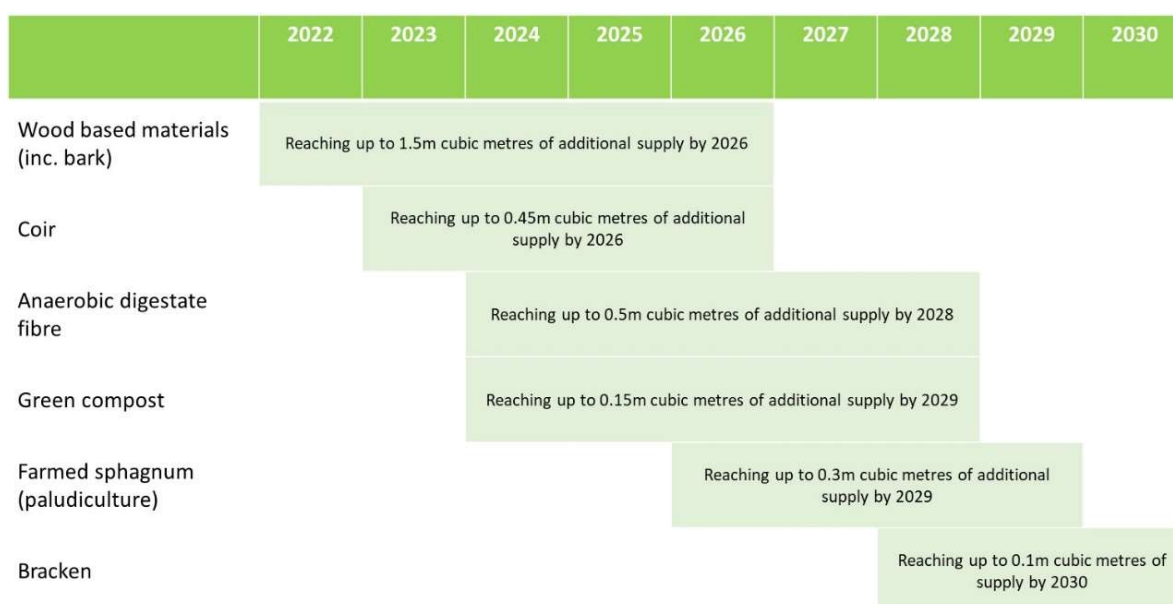 2022 2023 2024 2025 2026 2027 2028 2029 2030
Wood based materials
(inc. bark)
Reaching up to 1.5m cubic metres of additional supply by 2026
Coir
Reaching up to 0.45m cubic metres of additional
supply by 2026
Anaerobic digestate
fibre
Reaching up to 0.5m cubic metres of additional supply by 2028
Green compost
Reaching up to 0.15m cubic metres of additional supply by 2029
Farmed sphagnum
(paludiculture)
Reaching up to 0.3m cubic metres of additional
supply by 2029
Bracken
Reaching up to 0.1m cubic metres of
supply by 2030